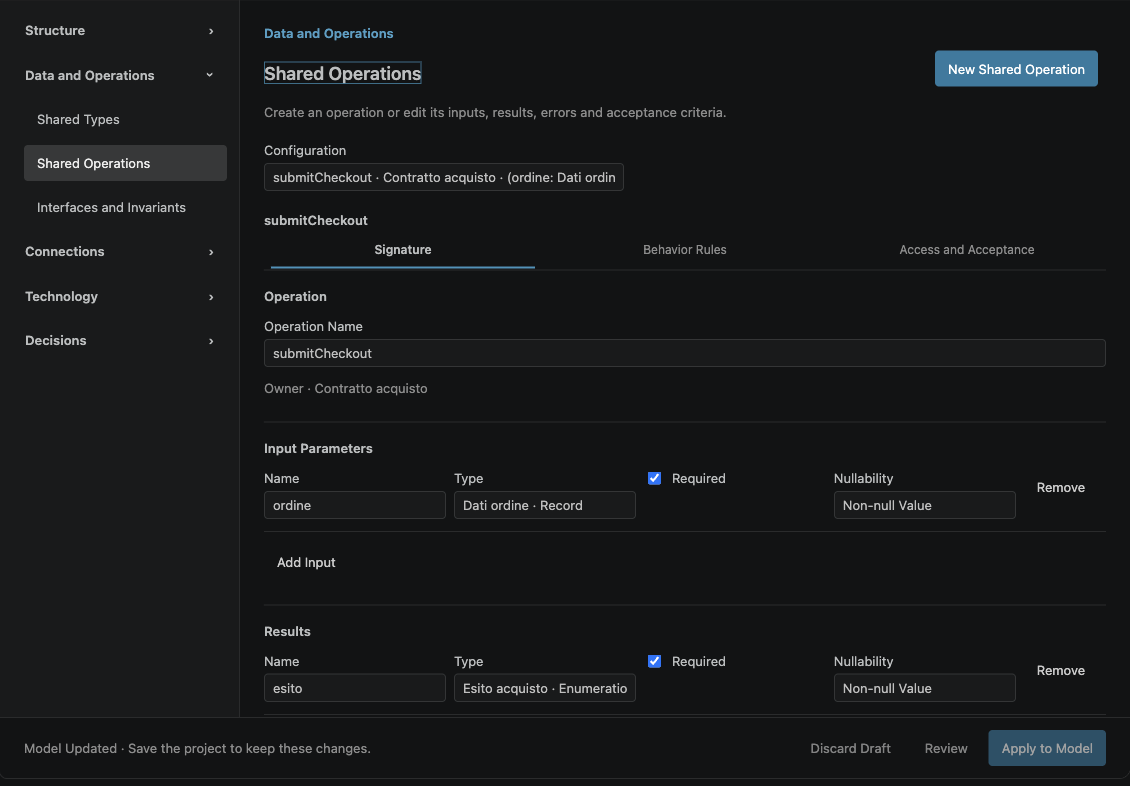 Structure
Data and Operations
Shared Types
Shared Operations
Interfaces and Invariants
Connections
Technology
Decisions
Data and Operations
Shared Operations
New Shared Operation
Create an operation or edit its inputs, results, errors and acceptance criteria.
Configuration
submitCheckout · Contratto acquisto · (ordine: Dati ordin
submitCheckout
Signature Behavior Rules Access and Acceptance
Operation
Operation Name
submitCheckout
Owner · Contratto acquisto
Input Parameters
Name Type Required Nullability
ordine Dati ordine · Record Non-null Value Remove
Add Input
Results
Name Type Required Nullability
esito Esito acquisto · Enumeratio Non-null Value Remove
Model Updated · Save the project to keep these changes.
Discard Draft Review Apply to Model